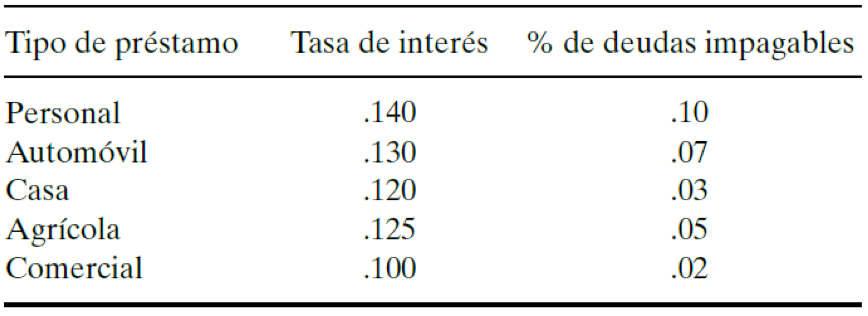 Tipo de préstamo Tasa de interés % de deudas impagables
Personal .140 .10
Automóvil .130 .07
Casa .120 .03
Agrícola .125 .05
Comercial .100 .02